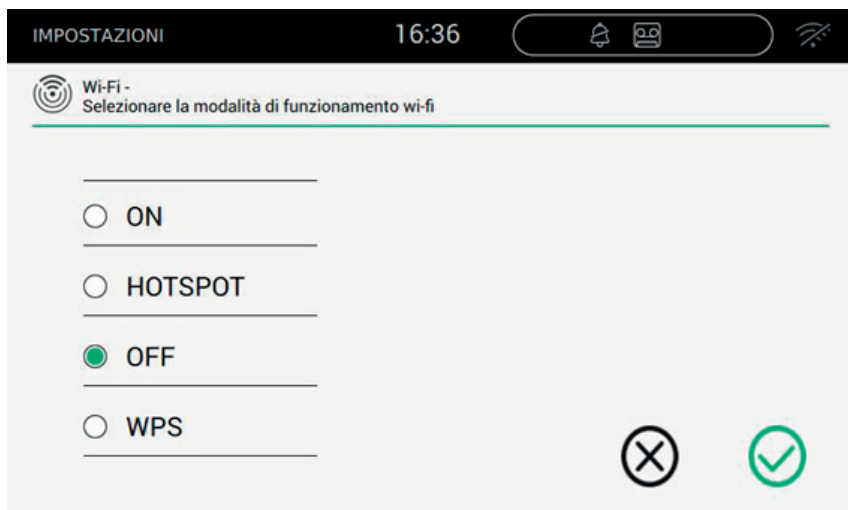 IMPOSTAZIONI 16:36
Wi-Fi -
Selezionare la modalità di funzionamento wi-fi
ON
HOTSPOT
OFF
WPS